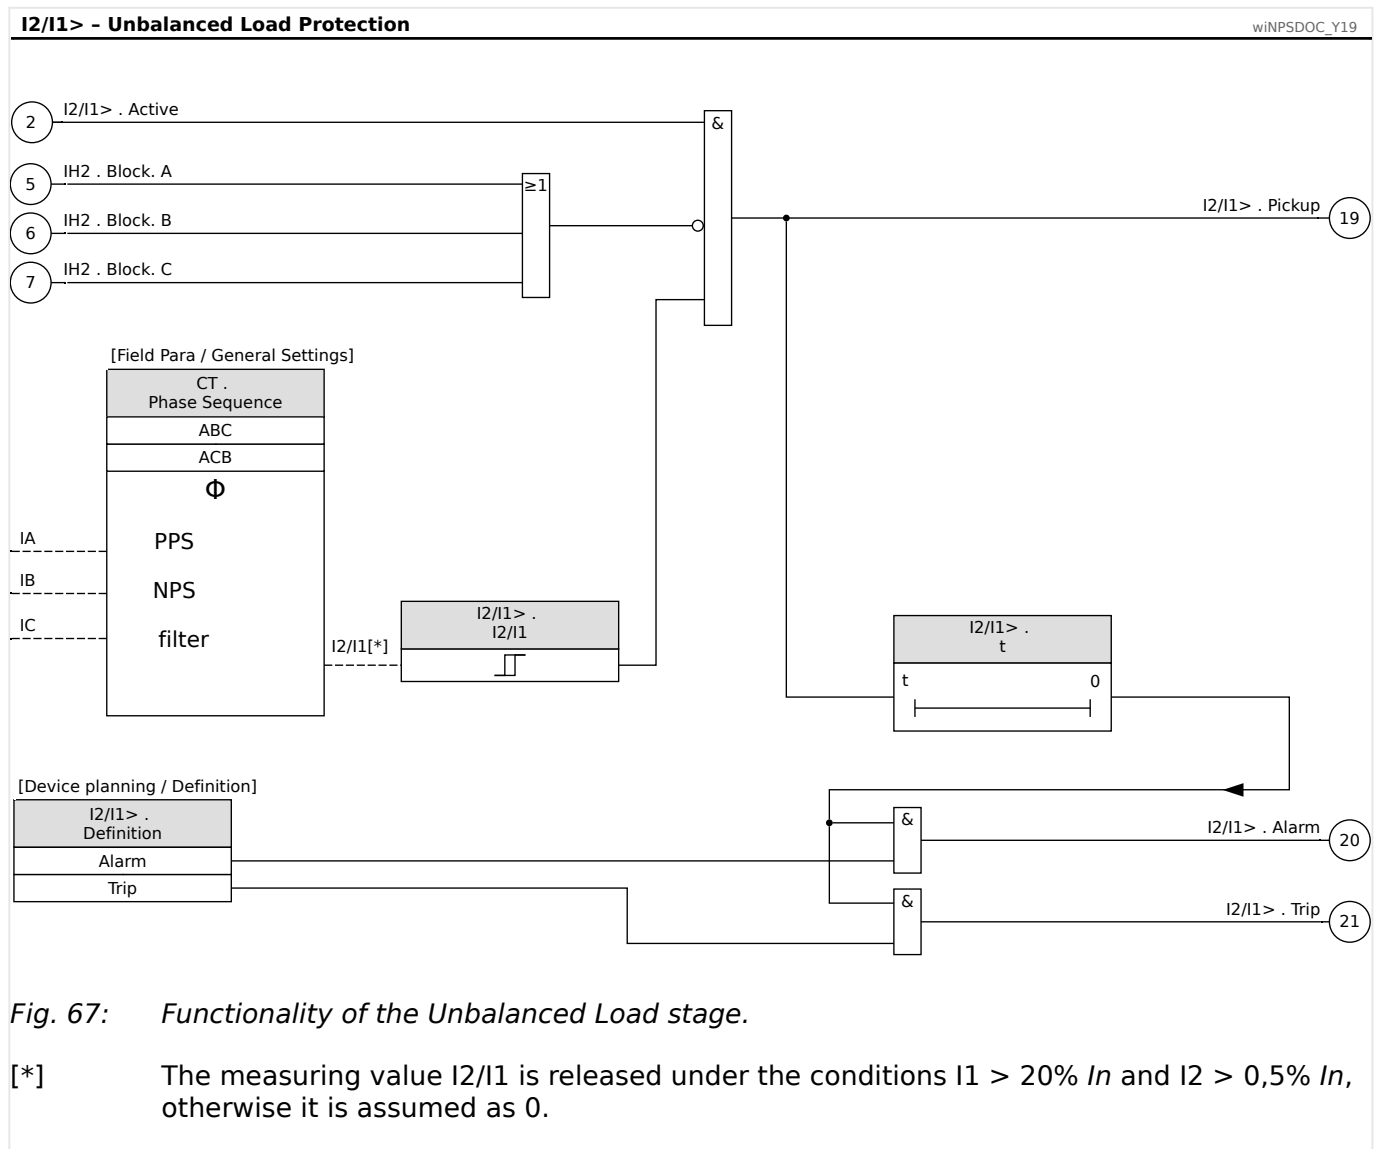 I2/I1> – Unbalanced Load Protection
wiNPSDOC_Y19
2
I2/I1> . Active
&
5
IH2 . Block. A
≥1
6
IH2 . Block. B
7
IH2 . Block. C
I2/I1> . Pickup
19
[Field Para / General Settings]
CT .
Phase Sequence
ABC
ACB
Φ
IA
PPS
IB
NPS
IC
filter
I2/I1[*]
I2/I1> .
I2/I1
I2/I1> .
t
t
0
[Device planning / Definition]
I2/I1> .
Definition
Alarm
Trip
&
I2/I1> . Alarm
20
&
I2/I1> . Trip
21
Fig. 67: Functionality of the Unbalanced Load stage.
[*] The measuring value I2/I1 is released under the conditions I1 > 20% In and I2 > 0,5% In,
otherwise it is assumed as 0.